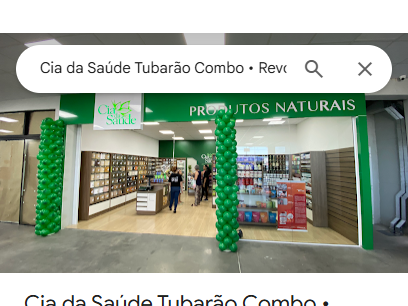 Cia da Saúde Tubarão Combo • Revo
Cia da
Saúde
PRODUTOS NATURAIS
Cia da Saúde Tubarão Combo •